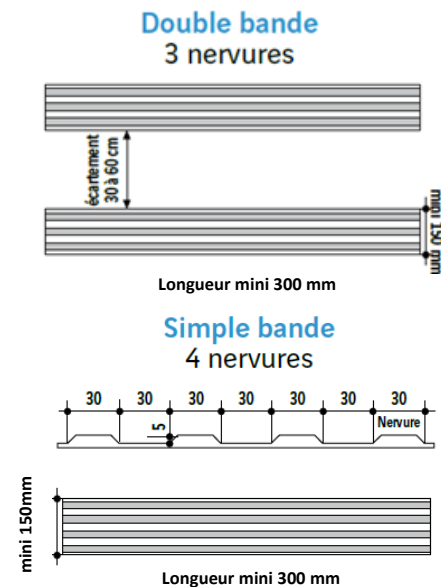 Double bande
3 nervures
écartement
30 à 60 cm
mini 150 mm
Longueur mini 300 mm
Simple bande
4 nervures
30 30 30 30 30 30 30
5
Nervure
mini 150mm
Longueur mini 300 mm